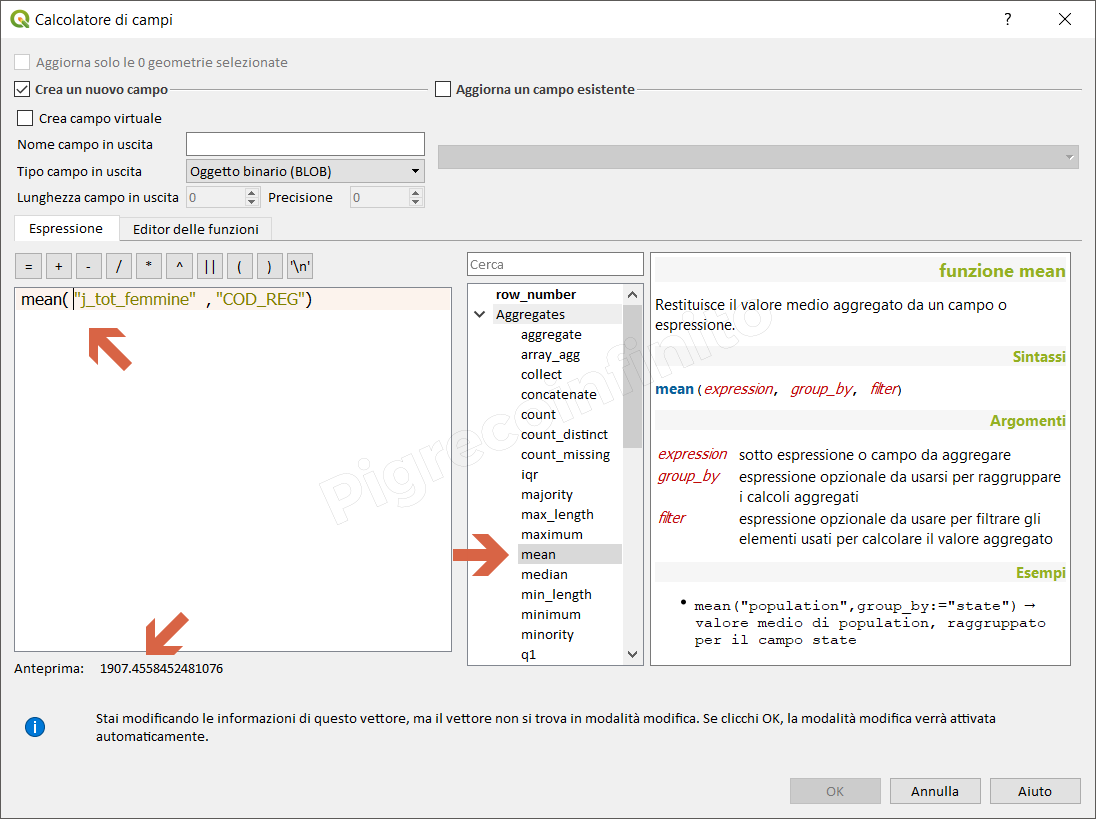 Calcolatore di campi
?
Aggiorna solo le 0 geometrie selezionate
Crea un nuovo campo
Aggiorna un campo esistente
Crea campo virtuale
Nome campo in uscita
Tipo campo in uscita Oggetto binario (BLOB)
Lunghezza campo in uscita 0 Precisione 0
Espressione Editor delle funzioni
= + - / * ^ || ( ) '\n'
mean( "j_tot_femmine" , "COD_REG")
Anteprima: 1907.4558452481076
Cerca
row_number
Aggregates
aggregate
array_agg
collect
concatenate
count
count_distinct
count_missing
iqr
majority
max_length
maximum
mean
median
min_length
minimum
minority
q1
funzione mean
Restituisce il valore medio aggregato da un campo o
espressione.
Sintassi
mean(expression, group_by, filter)
Argomenti
expression sotto espressione o campo da aggregare
group_by espressione opzionale da usarsi per raggruppare
i calcoli aggregati
filter espressione opzionale da usare per filtrare gli
elementi usati per calcolare il valore aggregato
Esempi
• mean("population",group_by:="state") →
valore medio di population, raggruppato
per il campo state
Pigrecoinfinito
Stai modificando le informazioni di questo vettore, ma il vettore non si trova in modalità modifica. Se clicchi OK, la modalità modifica verrà attivata
automaticamente.
OK Annulla Aiuto